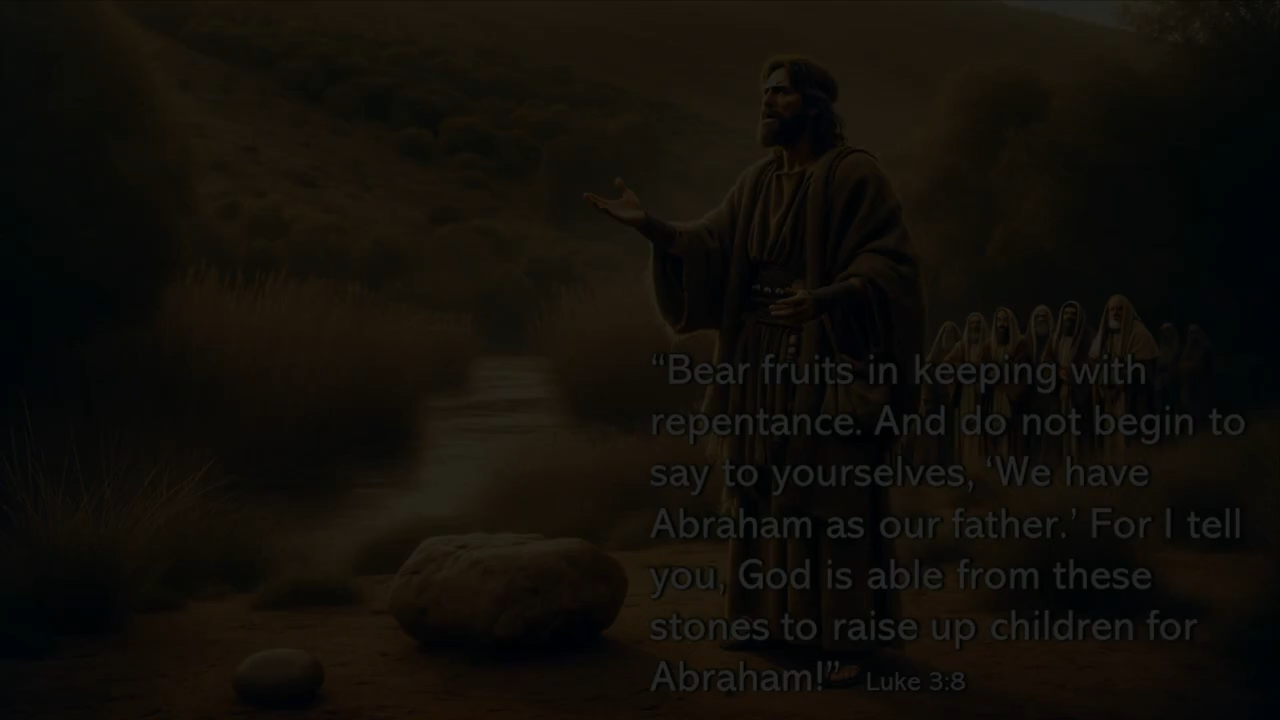 “Bear fruits in keeping with
repentance. And do not begin to
say to yourselves, ‘We have
Abraham as our father.’ For I tell
you, God is able from these
stones to raise up children for
Abraham!” Luke 3:8